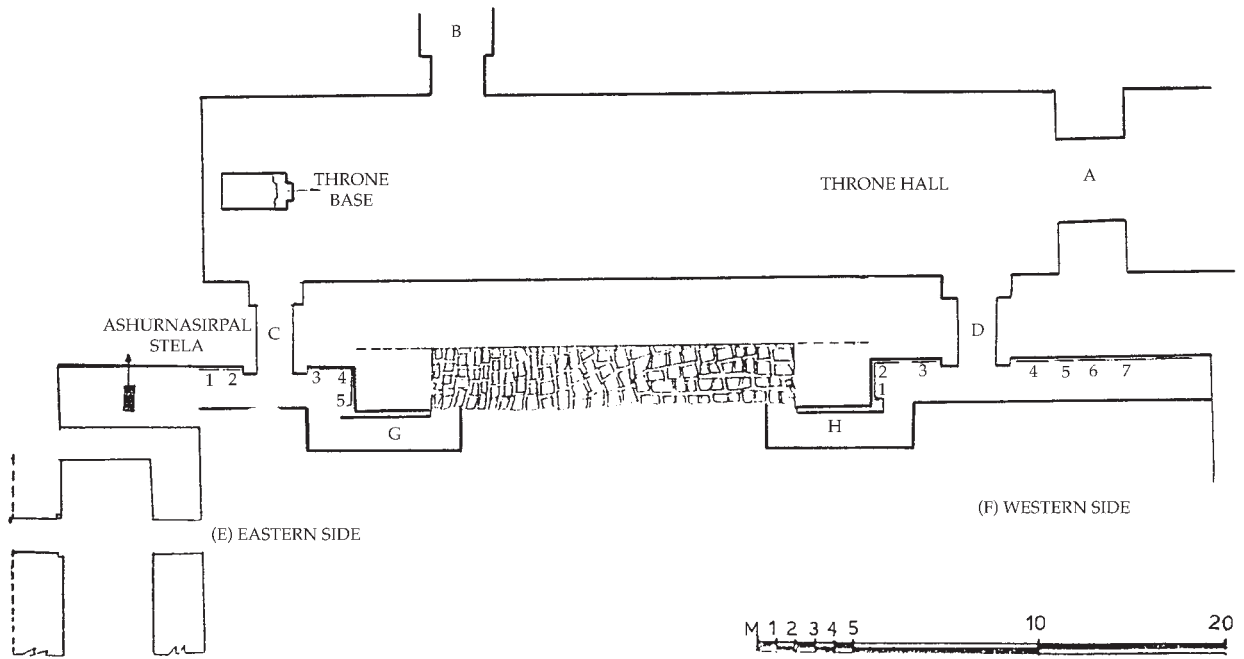 B
THRONE
BASE
THRONE HALL
A
ASHURNASIRPAL
STELA
C
D
1 2
3 4
5
2 3
1
4 5 6 7
G
H
(E) EASTERN SIDE
(F) WESTERN SIDE
M 1 2 3 4 5 10 20